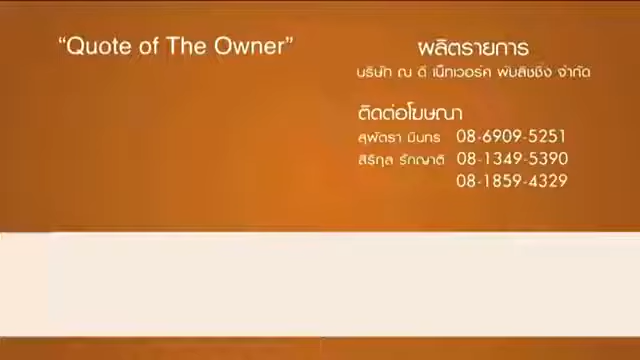 “Quote of The Owner”
ผลิตรายการ
บริษัท ณ ดี เน็ทเวอร์ค พับลิชชิ่ง จำกัด
ติดต่อโฆษณา
สุพัตรา มินทร 08-6909-5251
สิริกุล รักญาติ 08-1349-5390
08-1859-4329